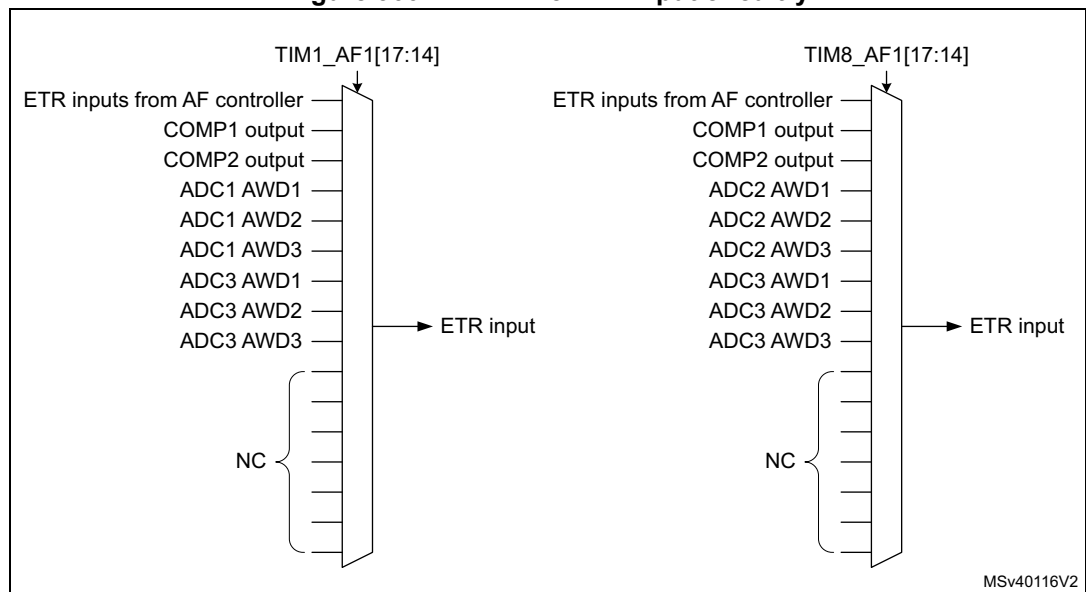 TIM1_AF1[17:14]
ETR inputs from AF controller
COMP1 output
COMP2 output
ADC1 AWD1
ADC1 AWD2
ADC1 AWD3
ADC3 AWD1
ADC3 AWD2
ADC3 AWD3
NC
ETR input
TIM8_AF1[17:14]
ETR inputs from AF controller
COMP1 output
COMP2 output
ADC2 AWD1
ADC2 AWD2
ADC2 AWD3
ADC3 AWD1
ADC3 AWD2
ADC3 AWD3
NC
ETR input
MSv40116V2